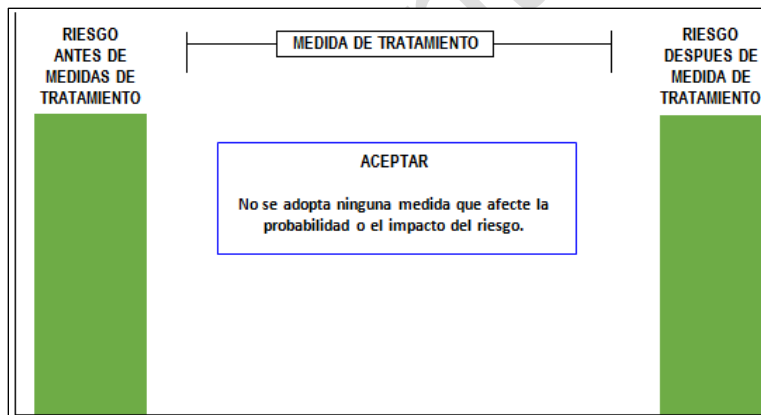 RIESGO
ANTES DE
MEDIDAS DE
TRATAMIENTO
MEDIDA DE TRATAMIENTO
RIESGO
DESPUES DE
MEDIDA DE
TRATAMIENTO
ACEPTAR
No se adopta ninguna medida que afecte la
probabilidad o el impacto del riesgo.